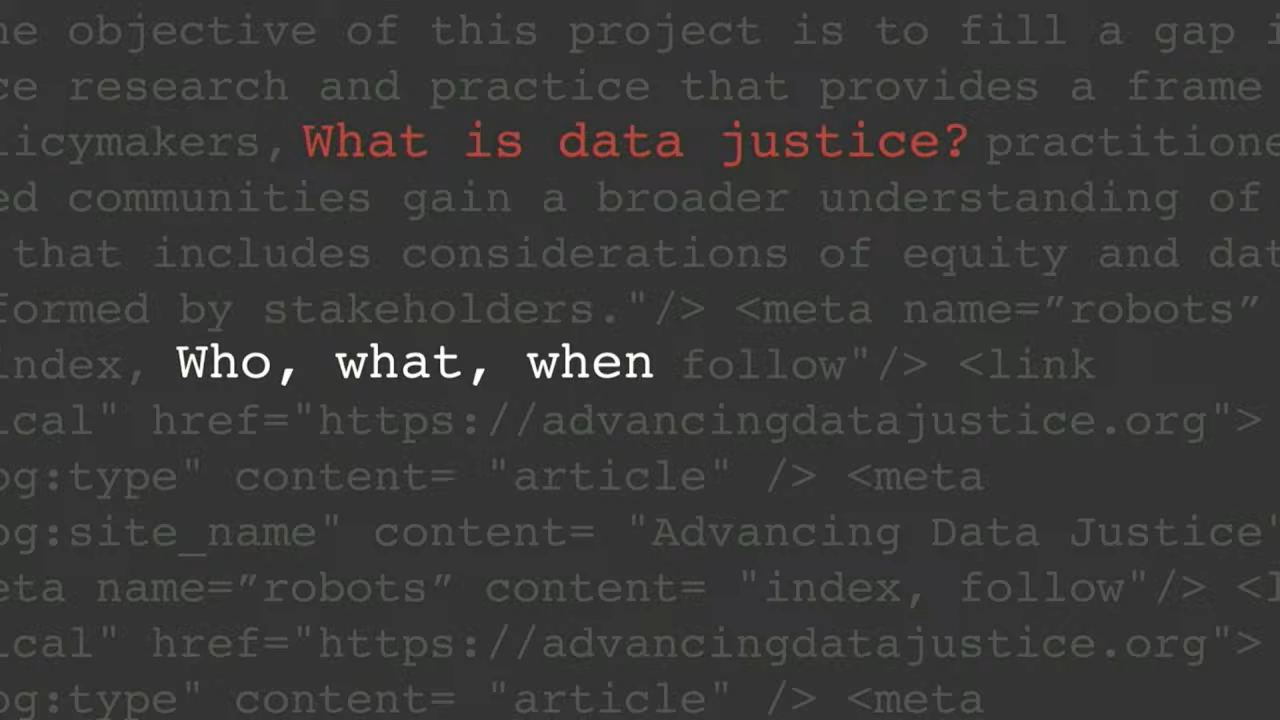 he objective of this project is to fill a gap i
ce research and practice that provides a frame
licymakers, What is data justice? practitione
ed communities gain a broader understanding of
that includes considerations of equity and dat
formed by stakeholders."/> <meta name=”robots”
index, Who, what, when follow"/> <link
ical" href="https://advancingdatajustice.org">
og:type" content= "article" /> <meta
og:site_name" content= "Advancing Data Justice"
eta name=”robots” content= "index, follow"/> <l
ical" href="https://advancingdatajustice.org">
og:type" content= "article" /> <meta